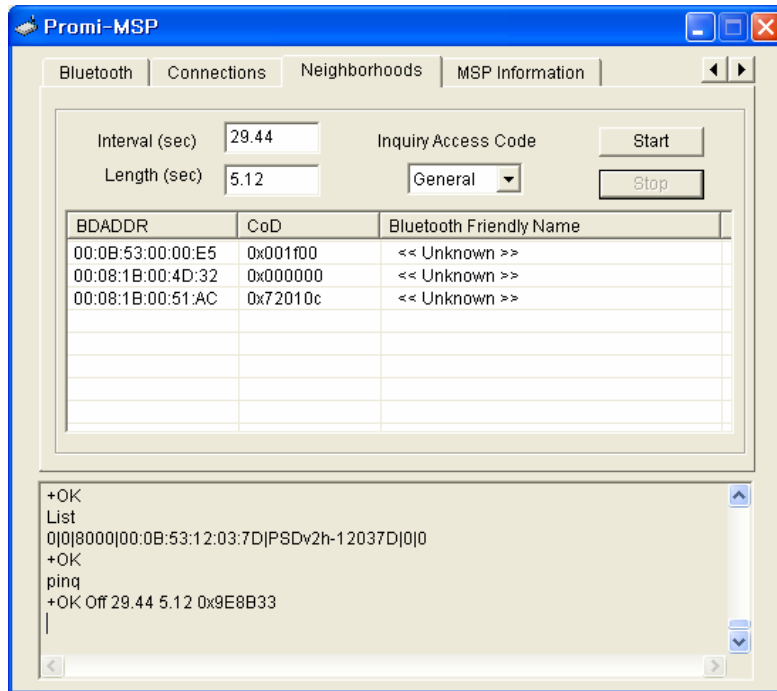 Promi-MSP
Bluetooth Connections Neighborhoods MSP Information
Interval (sec) 29.44 Inquiry Access Code Start
Length (sec) 5.12 General Stop
BDADDR CoD Bluetooth Friendly Name
00:0B:53:00:00:E5 0x001f00 << Unknown >>
00:08:1B:00:4D:32 0x000000 << Unknown >>
00:08:1B:00:51:AC 0x72010c << Unknown >>
+OK
List
0|0|8000|00:0B:53:12:03:7D|PSDv2h-12037D|0|0
+OK
pinq
+OK Off 29.44 5.12 0x9E8B33